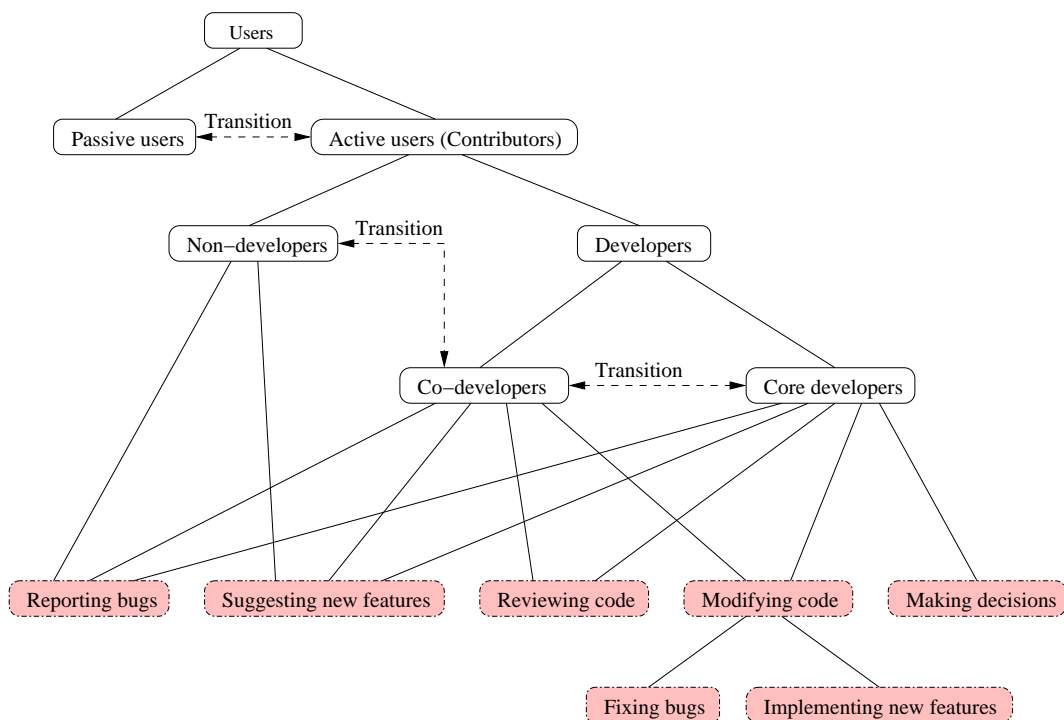 Users
Transition
Passive users
Active users (Contributors)
Transition
Non−developers
Developers
Transition
Co−developers
Core developers
Reporting bugs
Suggesting new features
Reviewing code
Modifying code
Making decisions
Fixing bugs
Implementing new features